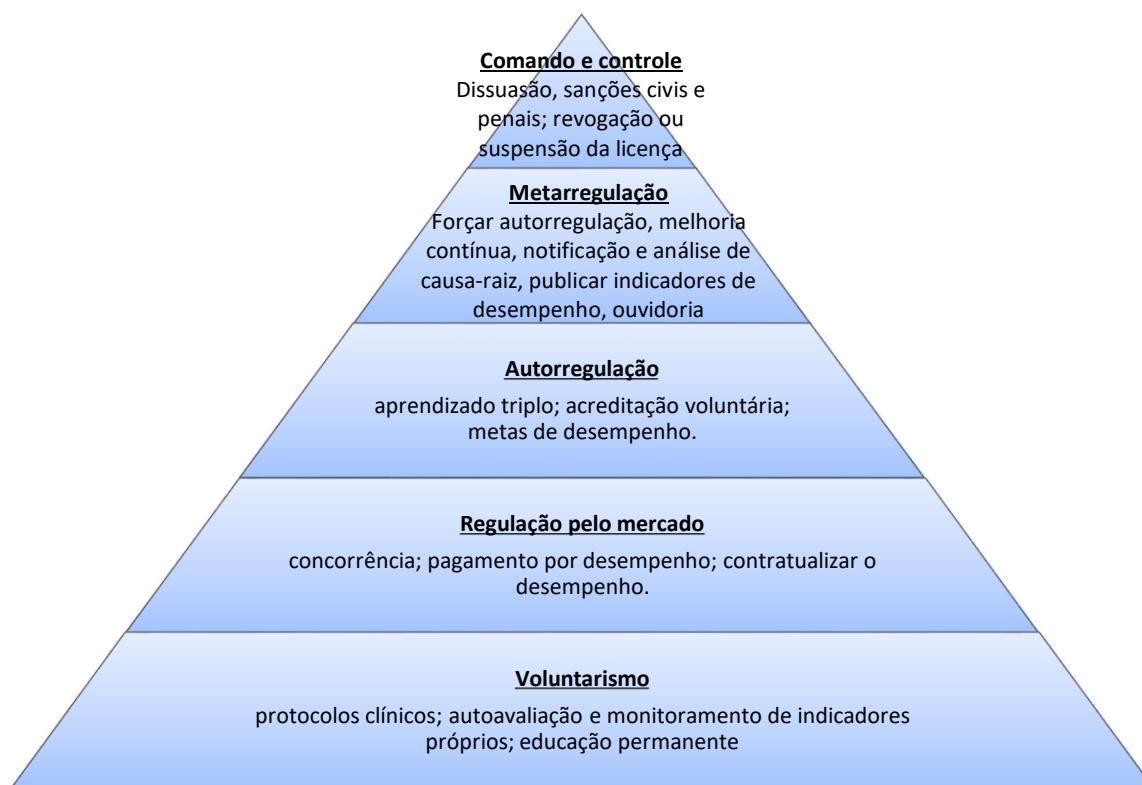 Comando e controle
Dissuasão, sanções civis e
penais; revogação ou
suspensão da licença
Metarregulação
Forçar autorregulação, melhoria
contínua, notificação e análise de
causa-raiz, publicar indicadores de
desempenho, ouvidoria
Autorregulação
aprendizado triplo; acreditação voluntária;
metas de desempenho.
Regulação pelo mercado
concorrência; pagamento por desempenho; contratualizar o
desempenho.
Voluntarismo
protocolos clínicos; autoavaliação e monitoramento de indicadores
próprios; educação permanente